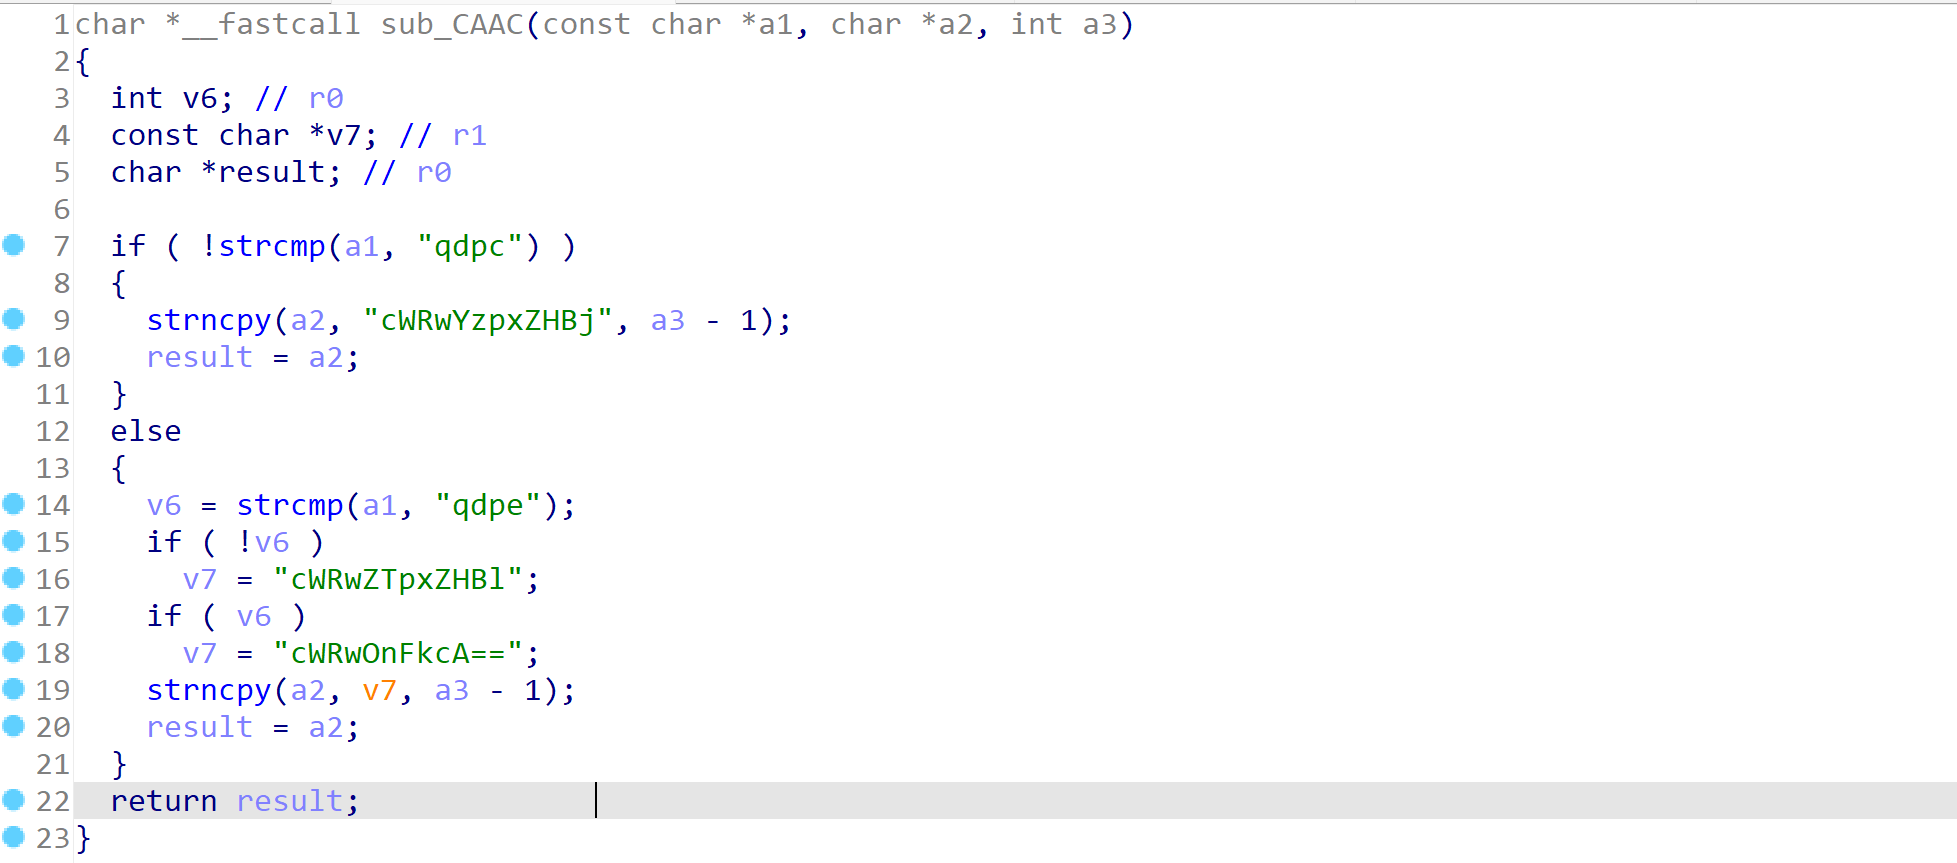 1 char *__fastcall sub_CAAC(const char *a1, char *a2, int a3)
2 {
3   int v6; // r0
4   const char *v7; // r1
5   char *result; // r0
6
7   if ( !strcmp(a1, "qdpc") )
8   {
9     strncpy(a2, "cWRwYzpxZHBj", a3 - 1);
10     result = a2;
11   }
12   else
13   {
14     v6 = strcmp(a1, "qdpe");
15     if ( !v6 )
16       v7 = "cWRwZTpxZHBl";
17     if ( v6 )
18       v7 = "cWRwOnFkcA==";
19     strncpy(a2, v7, a3 - 1);
20     result = a2;
21   }
22   return result;
23 }